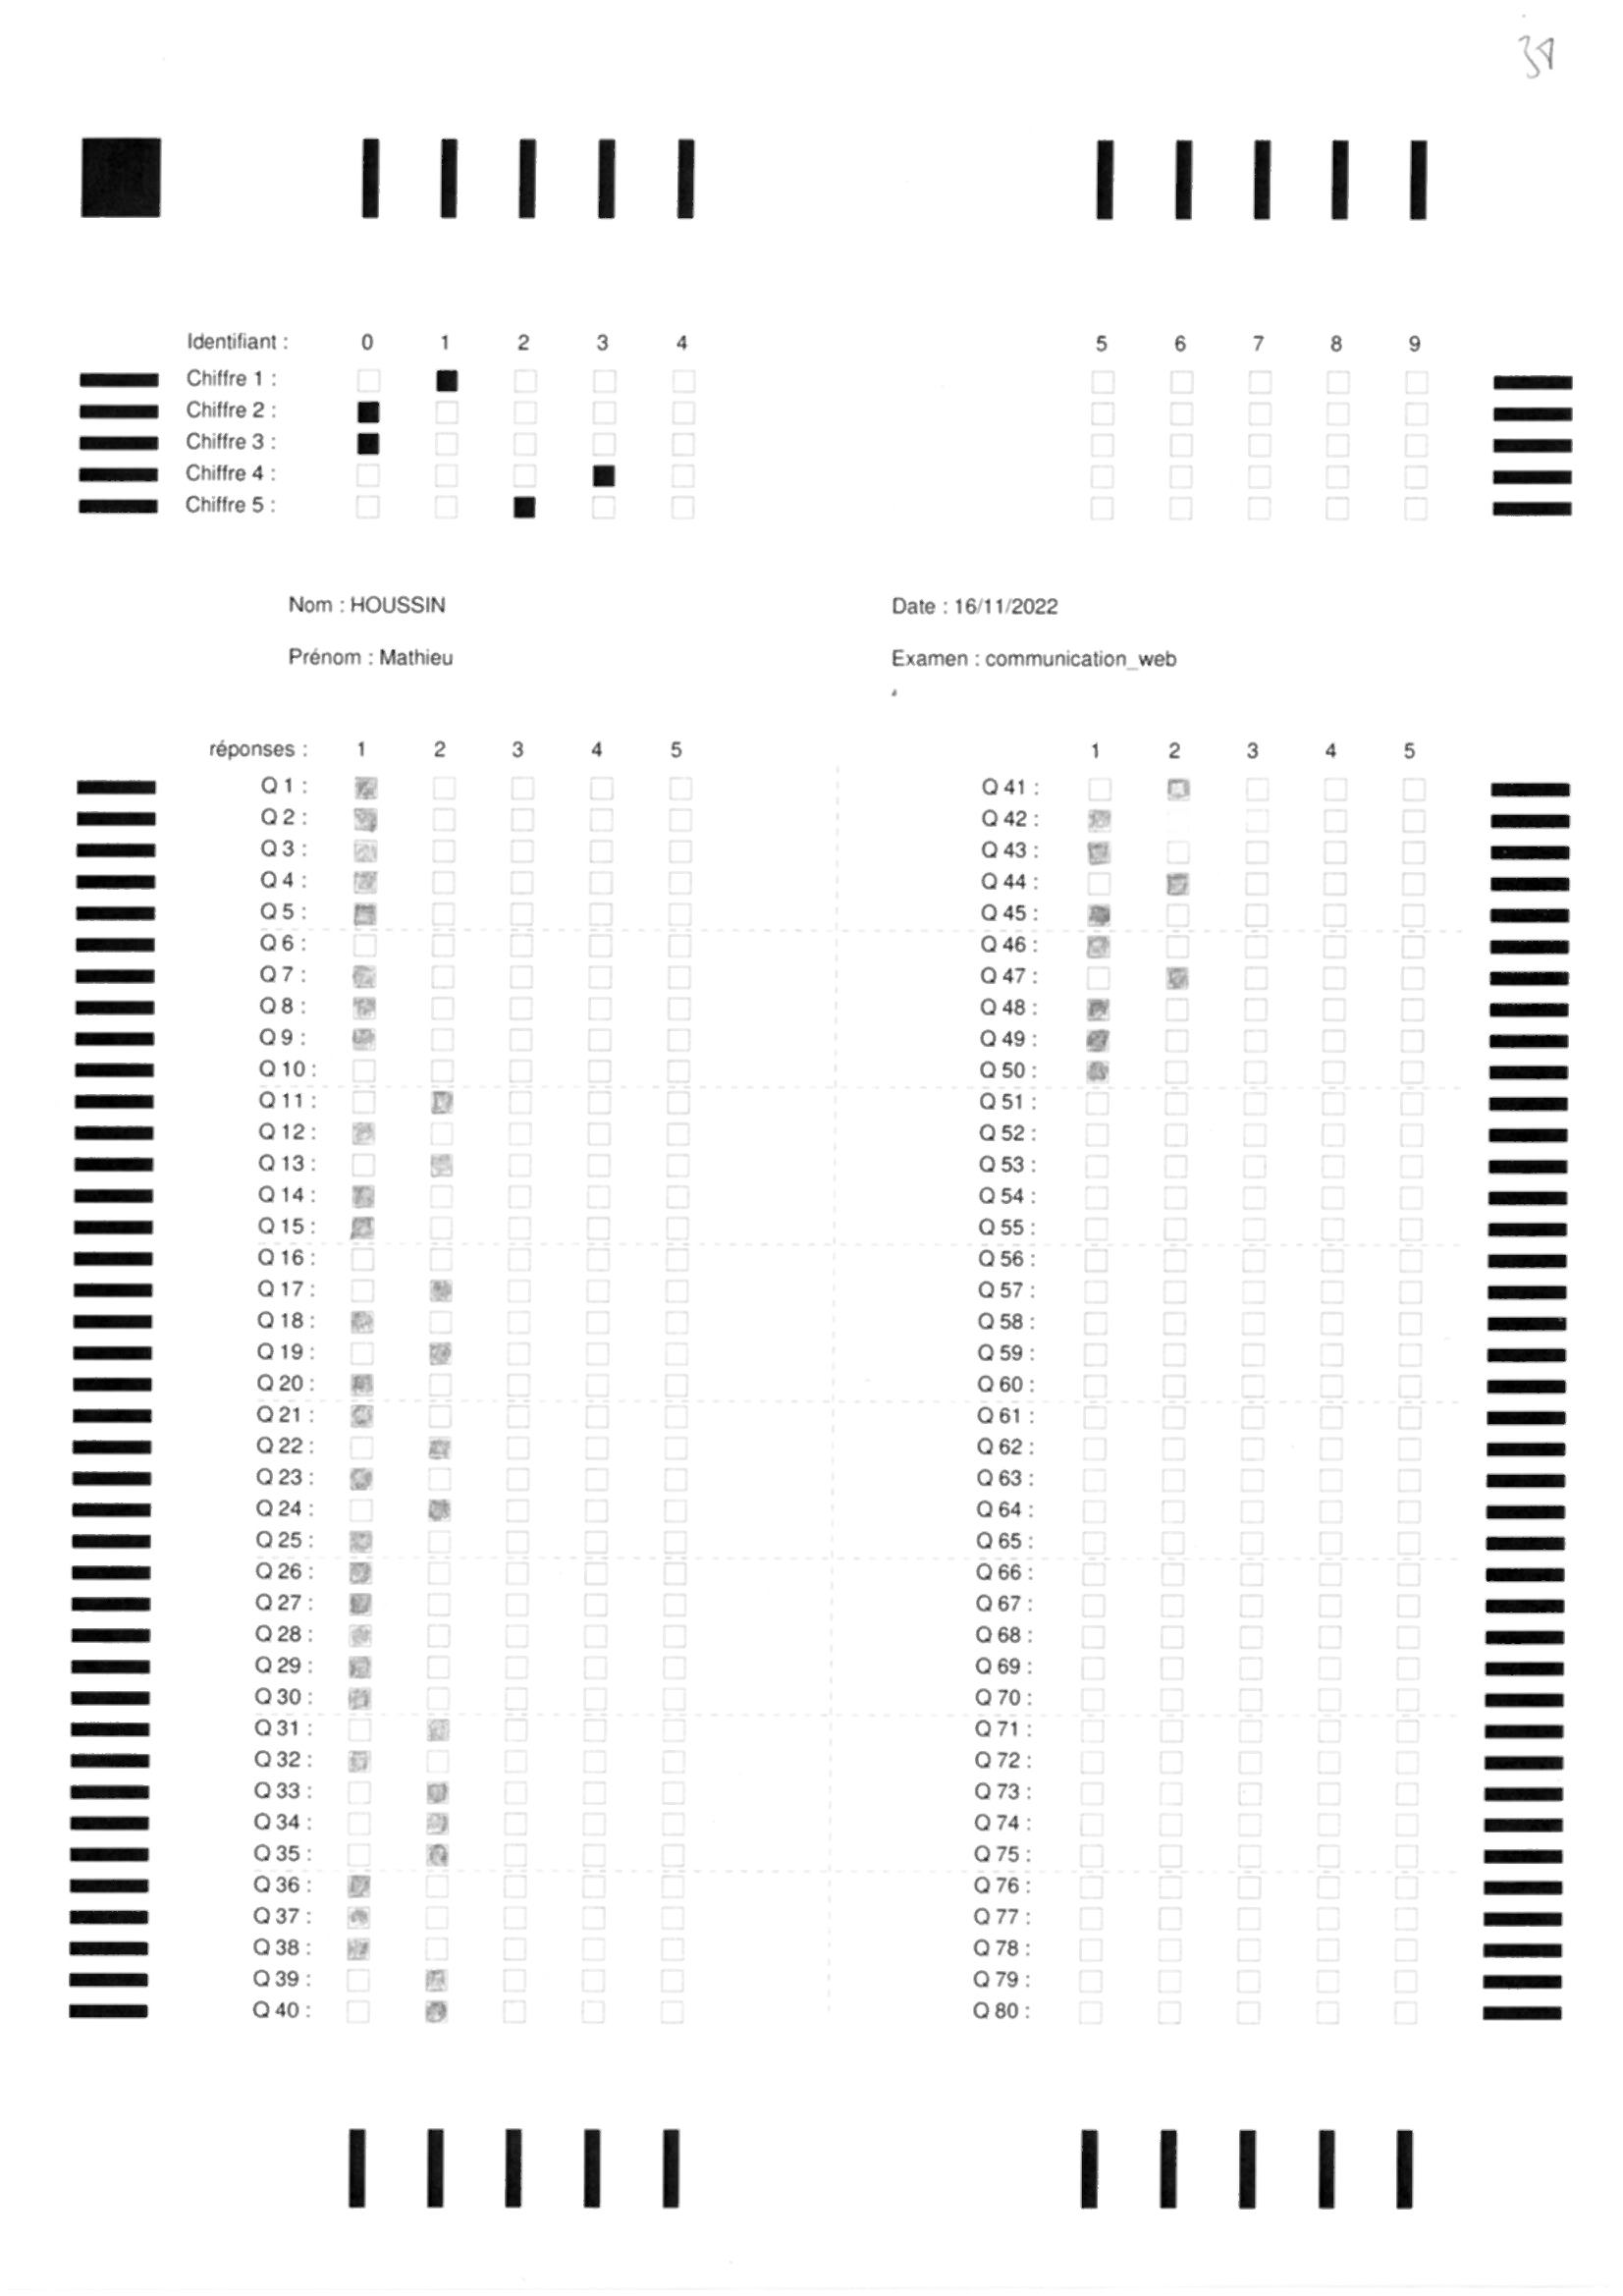 Identifiant : 0 1 2 3 4 5 6 7 8 9
Chiffre 1 :
Chiffre 2 :
Chiffre 3 :
Chiffre 4 :
Chiffre 5 :
Nom : HOUSSIN Date : 16/11/2022
Prénom : Mathieu Examen : communication_web
réponses : 1 2 3 4 5 1 2 3 4 5
Q 1 : Q 41 :
Q 2 : Q 42 :
Q 3 : Q 43 :
Q 4 : Q 44 :
Q 5 : Q 45 :
Q 6 : Q 46 :
Q 7 : Q 47 :
Q 8 : Q 48 :
Q 9 : Q 49 :
Q 10 : Q 50 :
Q 11 : Q 51 :
Q 12 : Q 52 :
Q 13 : Q 53 :
Q 14 : Q 54 :
Q 15 : Q 55 :
Q 16 : Q 56 :
Q 17 : Q 57 :
Q 18 : Q 58 :
Q 19 : Q 59 :
Q 20 : Q 60 :
Q 21 : Q 61 :
Q 22 : Q 62 :
Q 23 : Q 63 :
Q 24 : Q 64 :
Q 25 : Q 65 :
Q 26 : Q 66 :
Q 27 : Q 67 :
Q 28 : Q 68 :
Q 29 : Q 69 :
Q 30 : Q 70 :
Q 31 : Q 71 :
Q 32 : Q 72 :
Q 33 : Q 73 :
Q 34 : Q 74 :
Q 35 : Q 75 :
Q 36 : Q 76 :
Q 37 : Q 77 :
Q 38 : Q 78 :
Q 39 : Q 79 :
Q 40 : Q 80 :